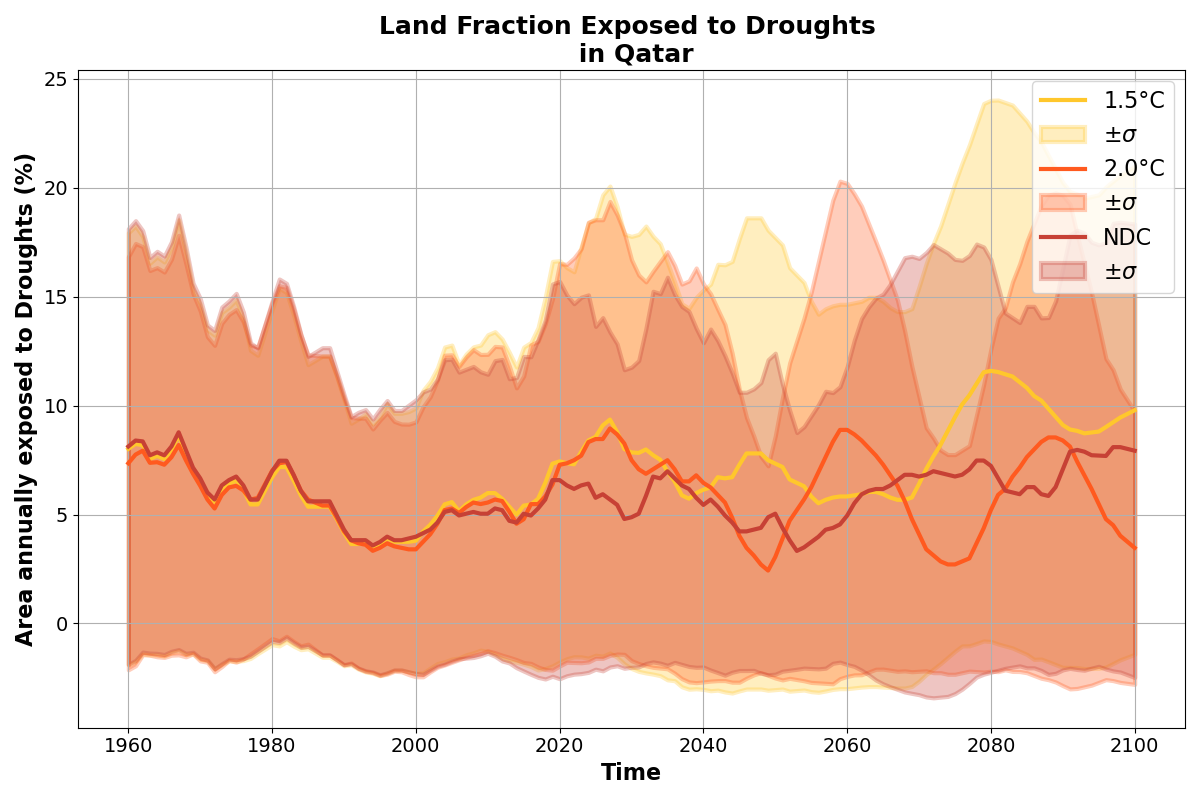 Land Fraction Exposed to Droughts
in Qatar
Area annually exposed to Droughts (%)
25
20
15
10
5
0
1960
1980
2000
2020
2040
2060
2080
2100
Time
1.5°C
±σ
2.0°C
±σ
NDC
±σ